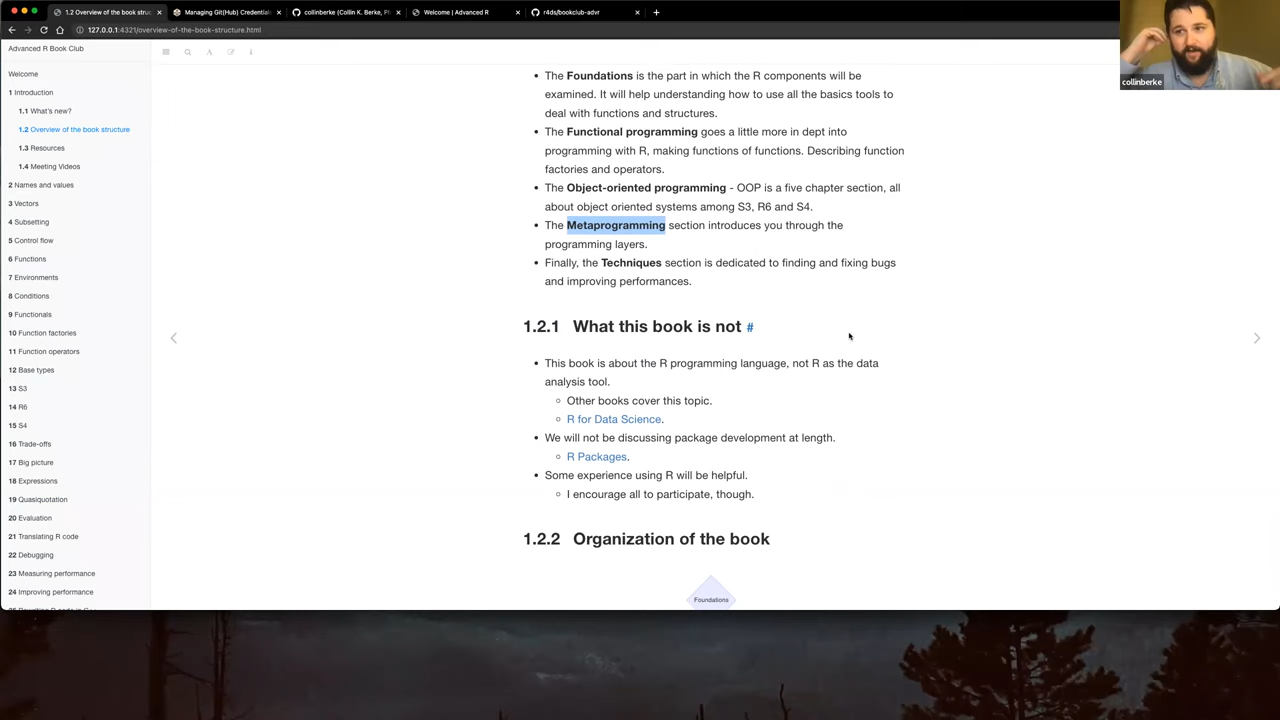 1.2 Overview of the book struc
Managing Git(Hub) Credential
collinberke (Collin K. Berke, Ph
Welcome | Advanced R
r4ds/bookclub-advr
127.0.0.1:4321/overview-of-the-book-structure.html
collinberke
Advanced R Book Club
Welcome
1 Introduction
1.1 What's new?
1.2 Overview of the book structure
1.3 Resources
1.4 Meeting Videos
2 Names and values
3 Vectors
4 Subsetting
5 Control flow
6 Functions
7 Environments
8 Conditions
9 Functionals
10 Function factories
11 Function operators
12 Base types
13 S3
14 R6
15 S4
16 Trade-offs
17 Big picture
18 Expressions
19 Quasiquotation
20 Evaluation
21 Translating R code
22 Debugging
23 Measuring performance
24 Improving performance
• The Foundations is the part in which the R components will be
examined. It will help understanding how to use all the basics tools to
deal with functions and structures.
• The Functional programming goes a little more in dept into
programming with R, making functions of functions. Describing function
factories and operators.
• The Object-oriented programming - OOP is a five chapter section, all
about object oriented systems among S3, R6 and S4.
• The Metaprogramming section introduces you through the
programming layers.
• Finally, the Techniques section is dedicated to finding and fixing bugs
and improving performances.
1.2.1 What this book is not #
• This book is about the R programming language, not R as the data
analysis tool.
◦ Other books cover this topic.
◦ R for Data Science.
• We will not be discussing package development at length.
◦ R Packages.
• Some experience using R will be helpful.
◦ I encourage all to participate, though.
1.2.2 Organization of the book
Foundations